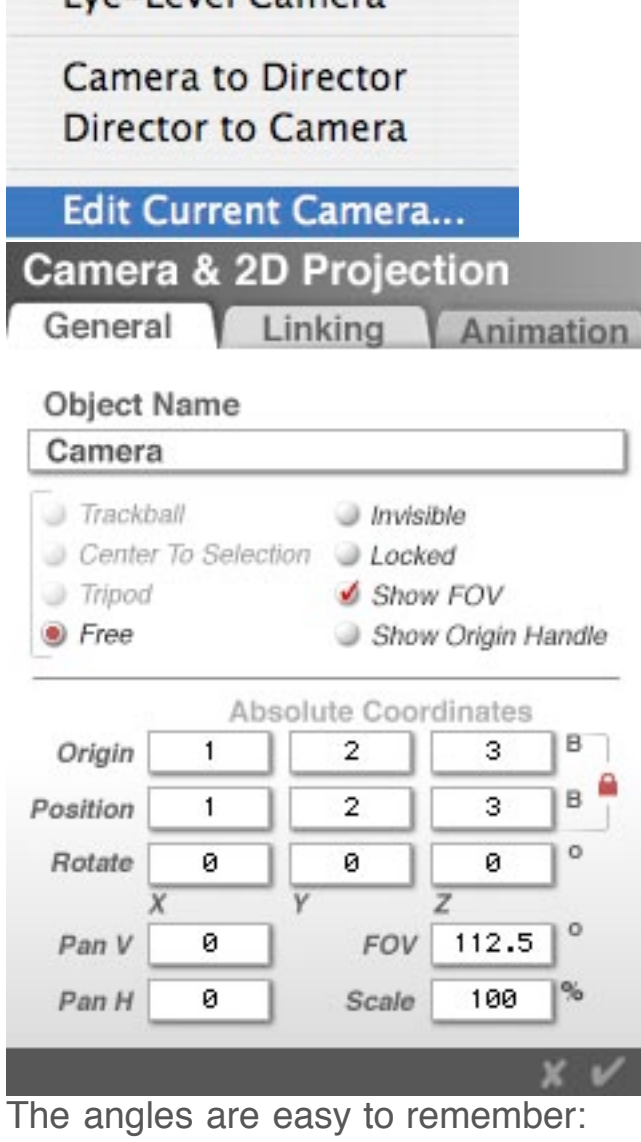 Eye-Level Camera
Camera to Director
Director to Camera
Edit Current Camera...
Camera & 2D Projection
General Linking Animation
Object Name
Camera
Trackball Invisible
Center To Selection Locked
Tripod Show FOV
Free Show Origin Handle
Absolute Coordinates
Origin 1 2 3 B
Position 1 2 3 B
Rotate 0 0 0 °
X Y Z
Pan V 0 FOV 112.5 °
Pan H 0 Scale 100 %
The angles are easy to remember: